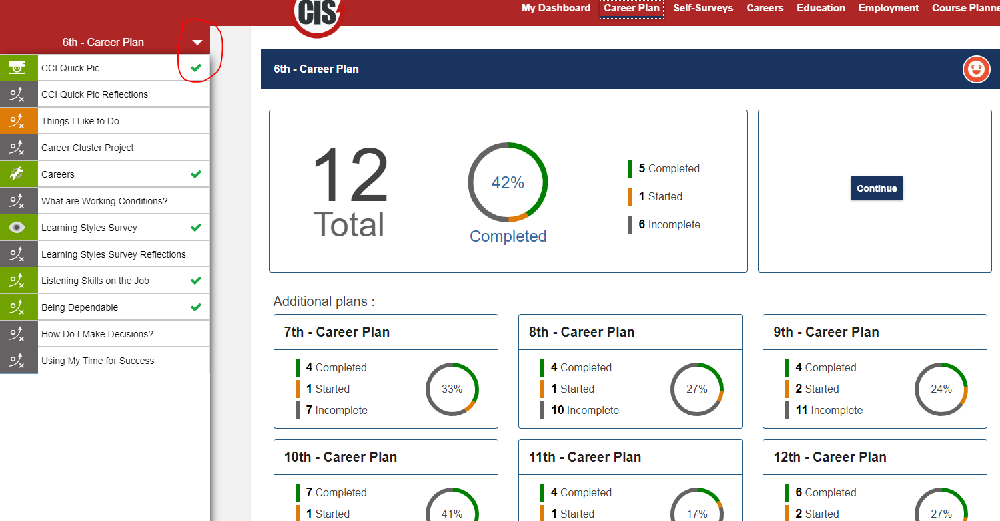 CIS
My Dashboard Career Plan Self-Surveys Careers Education Employment Course Planne
6th - Career Plan
CCI Quick Pic
CCI Quick Pic Reflections
Things I Like to Do
Career Cluster Project
Careers
What are Working Conditions?
Learning Styles Survey
Learning Styles Survey Reflections
Listening Skills on the Job
Being Dependable
How Do I Make Decisions?
Using My Time for Success
6th - Career Plan
12
Total
42%
Completed
5 Completed
1 Started
6 Incomplete
Continue
Additional plans :
7th - Career Plan
4 Completed
1 Started
7 Incomplete
33%
8th - Career Plan
4 Completed
1 Started
10 Incomplete
27%
9th - Career Plan
4 Completed
2 Started
11 Incomplete
24%
10th - Career Plan
7 Completed
1 Started
41%
11th - Career Plan
4 Completed
1 Started
17%
12th - Career Plan
6 Completed
2 Started
27%